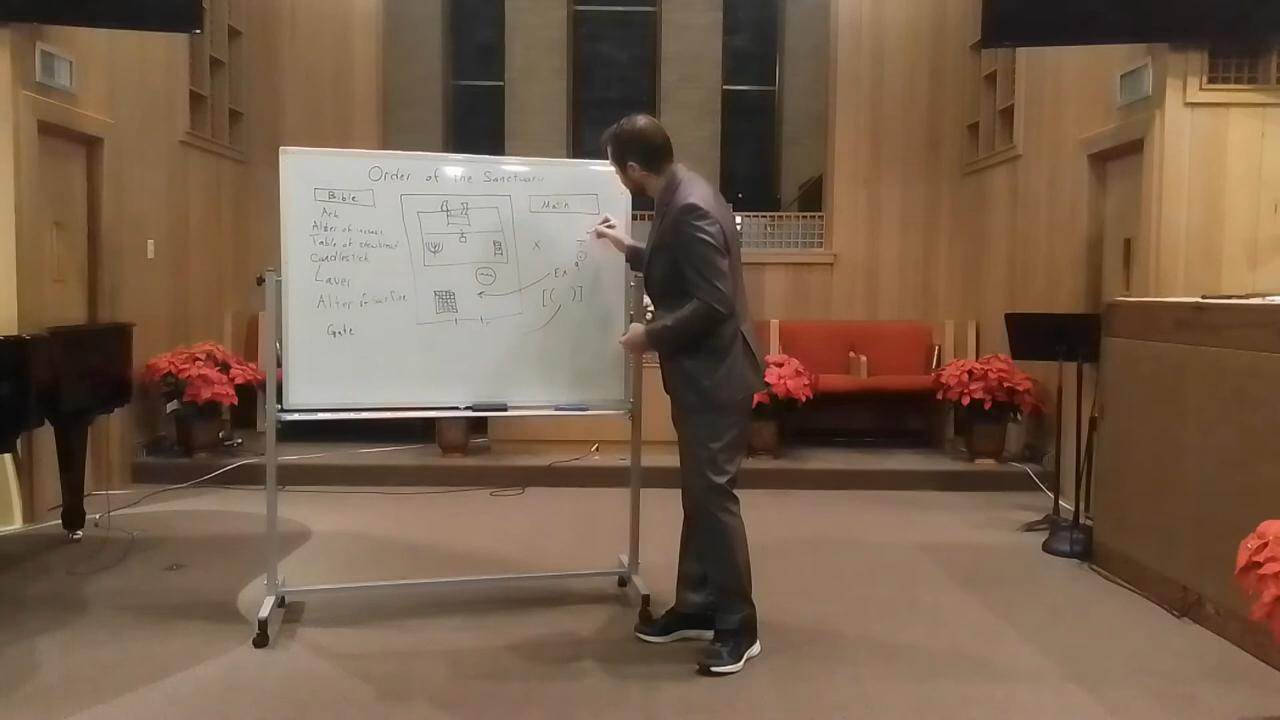 Order of the Sanctuary
Bible
Ark
Alter of incense
Table of shewbread
Candlestick
Laver
Alter of Sacrifice
Gate
Math
x
Ex
[( )]